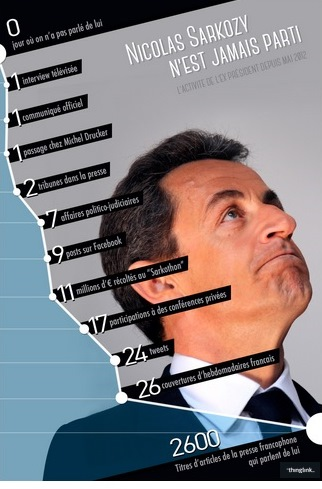 0
jour où on n'a pas parlé de lui
NICOLAS SARKOZY
N'EST JAMAIS PARTI
L'ACTIVITÉ DE L'EX PRÉSIDENT DEPUIS MAI 2012
1 interview télévisée
1 communiqué officiel
1 passage chez Michel Drucker
2 tribunes dans la presse
7 affaires politico-judiciaires
9 posts sur Facebook
11 millions d'€ récoltés au "Sarkothon"
17 participations à des conférences privées
24 tweets
26 couvertures d'hebdomadaires francais
2600
Titres d'articles de la presse francophone
qui parlent de lui
thinglink..